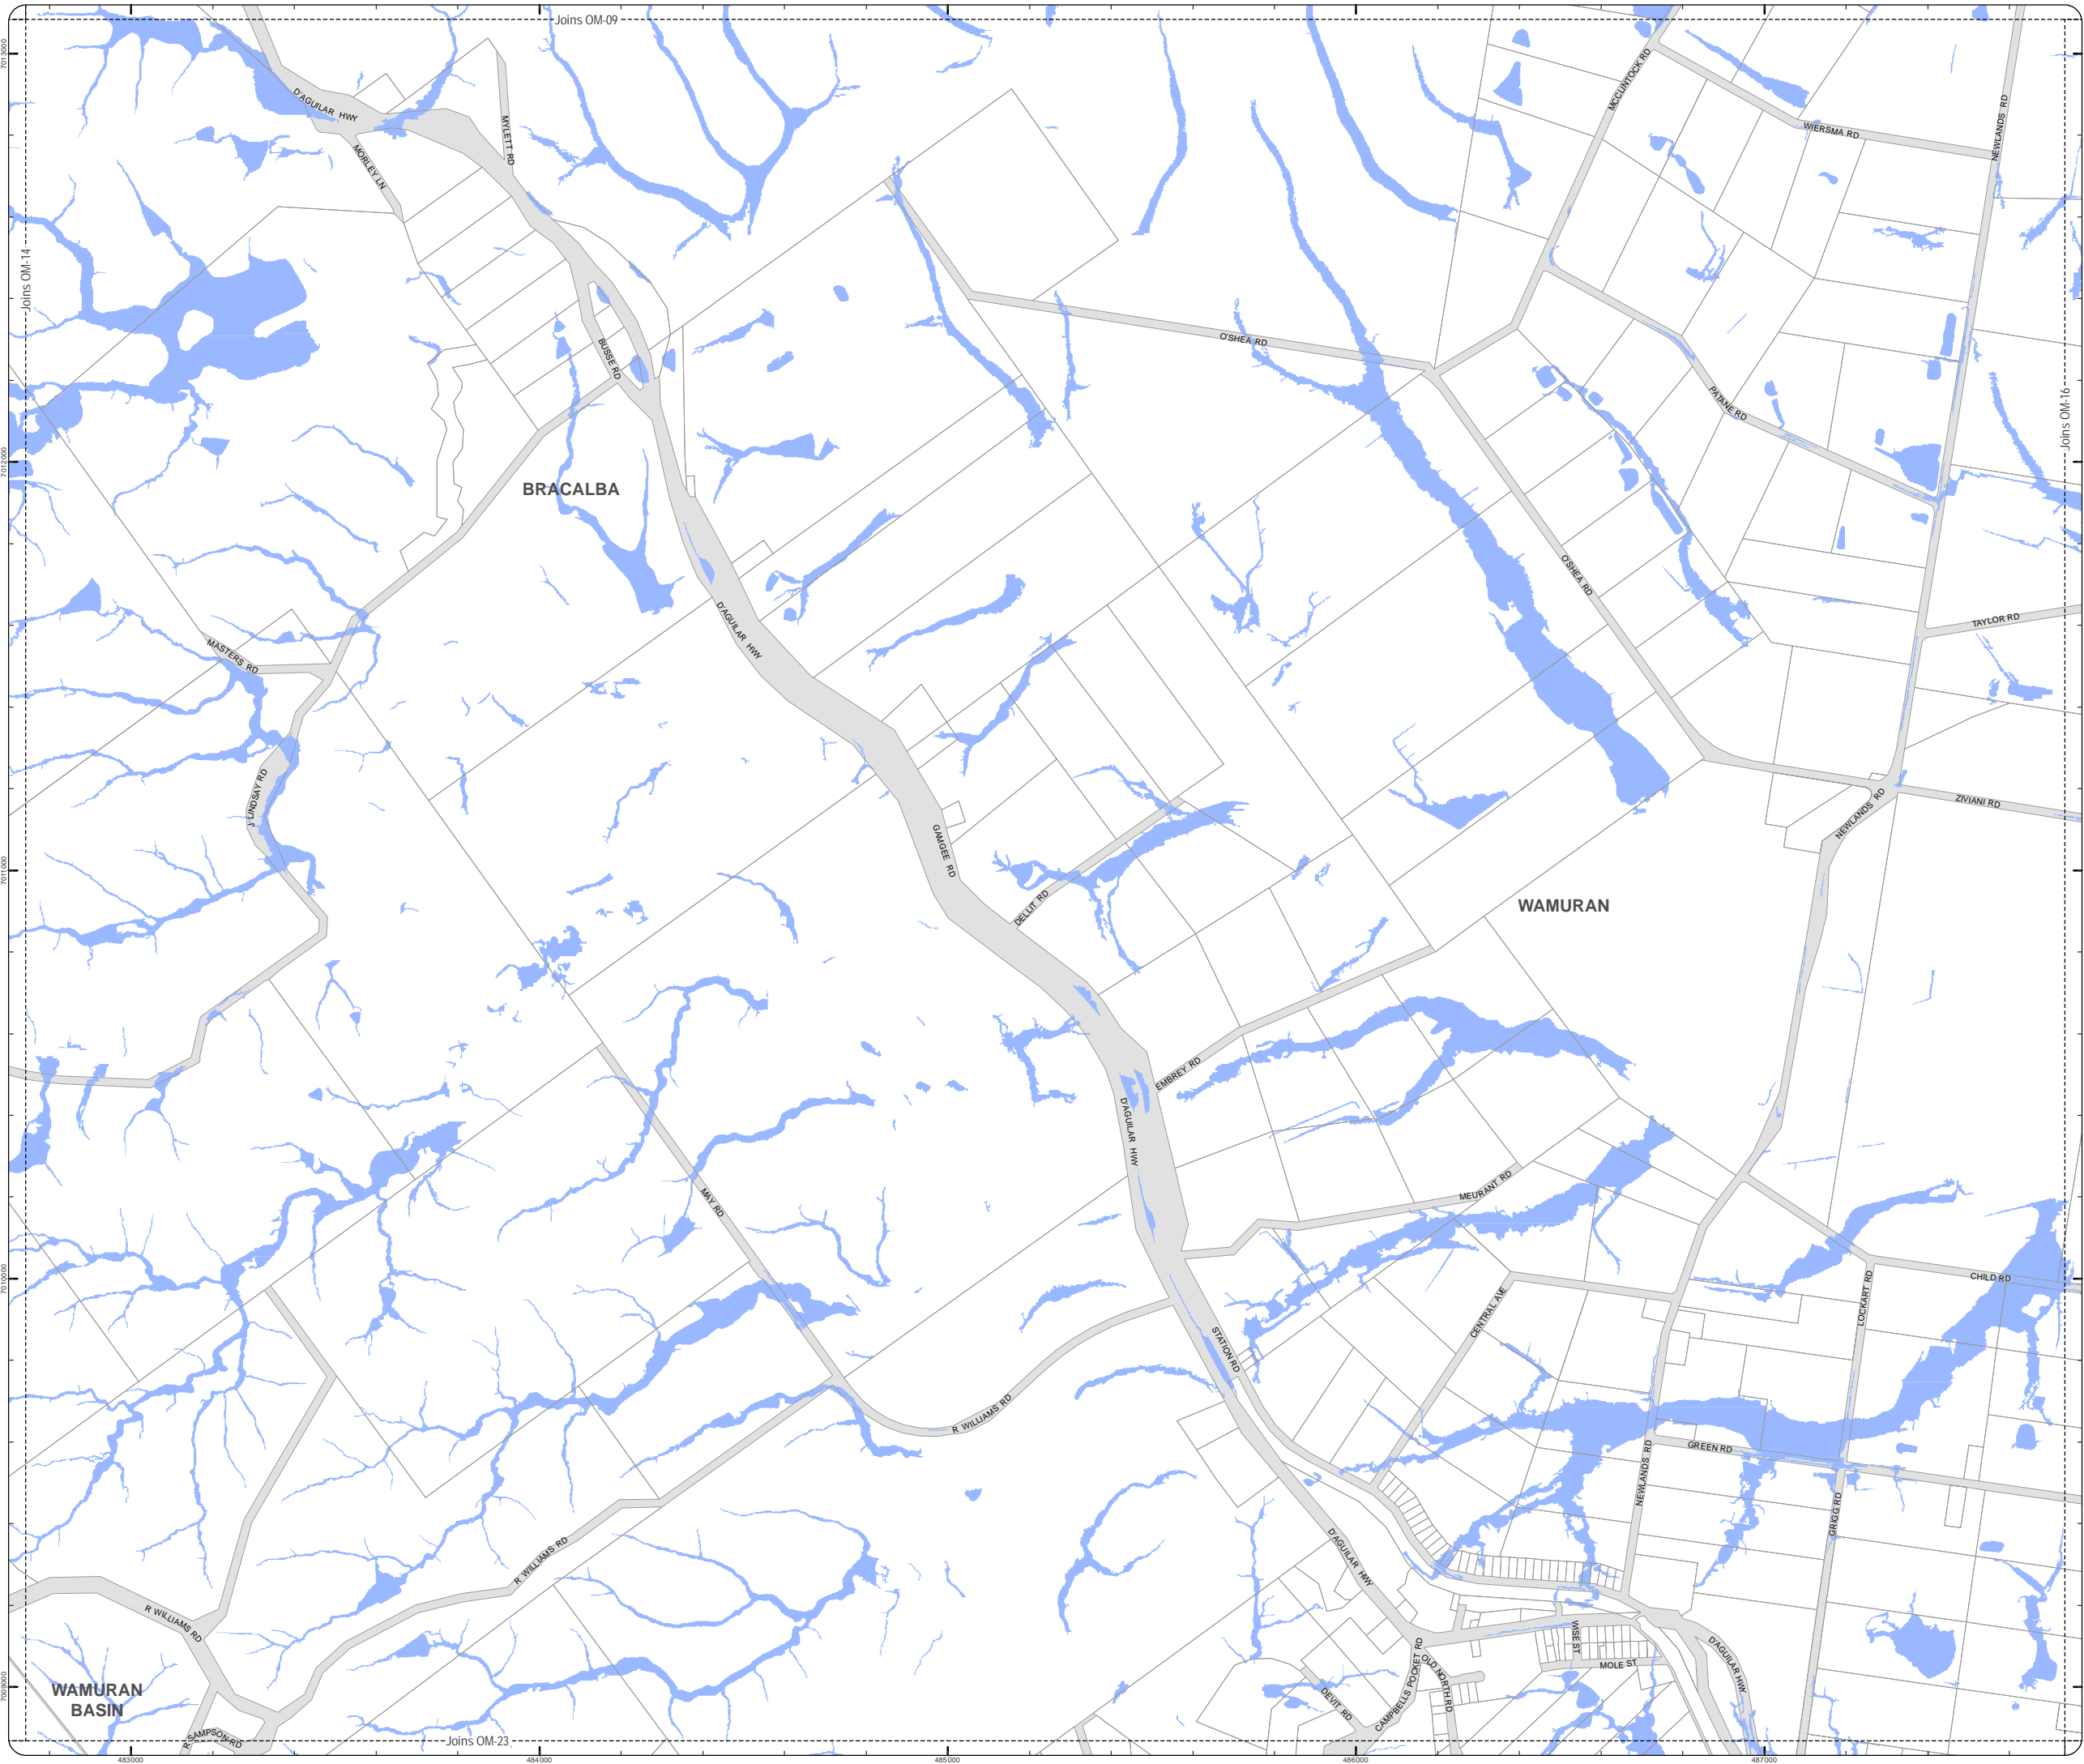 Joins OM-09
7013000
D'AGUILAR HWY
MYLETT RD
MORLEY LN
MCCLINTOCK RD
WIERSMA RD
NEWLANDS RD
Joins OM-14
O'SHEA RD
BUSSE RD
PATANE RD
Joins OM-16
7012000
BRACALBA
O'SHEA RD
D'AGUILAR HWY
TAYLOR RD
MASTERS RD
J LINDSAY RD
ZIVIANI RD
NEWLANDS RD
GAMGEE RD
7011000
DELLIT RD
WAMURAN
EMBREY RD
D'AGUILAR HWY
MEURANT RD
MAY RD
7010000
CHILD RD
LOCKART RD
CENTRAL AVE
STATION RD
R WILLIAMS RD
GREEN RD
NEWLANDS RD
GRIGG RD
R WILLIAMS RD
D'AGUILAR HWY
R WILLIAMS RD
WISE ST
MOLE ST
D'AGUILAR HWY
OLD NORTH RD
CAMPBELLS POCKET RD
DEVIT RD
7009000
WAMURAN
BASIN
R SAMPSON RD
Joins OM-23
483000
484000
485000
486000
487000